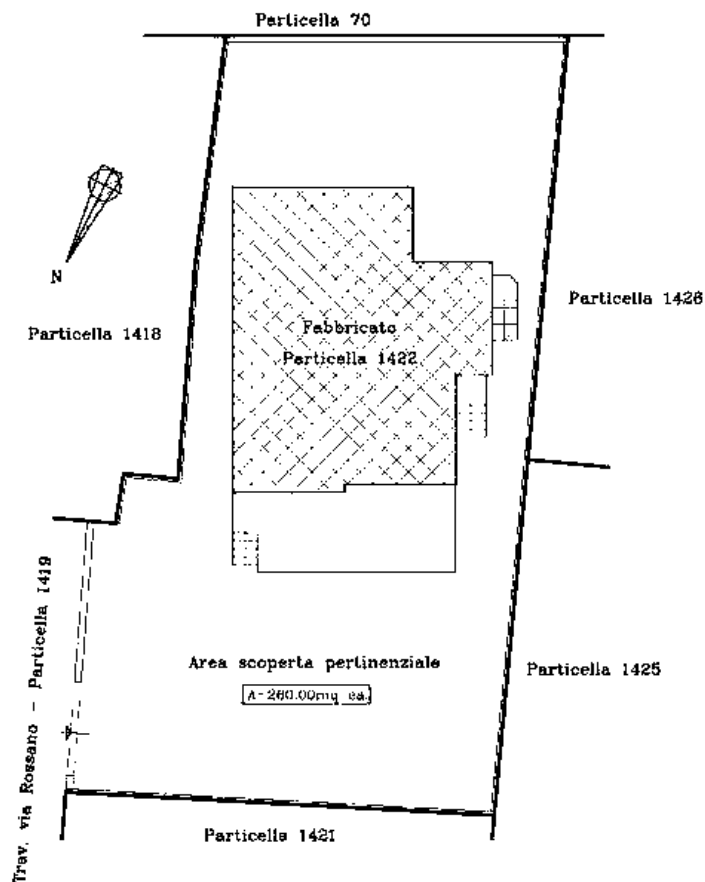 Particella 70
N
Particella 1418
Particella 1426
Fabbricato
Particella 1422
Trav. via Rossano - Particella 1419
Area scoperta pertinenziale
A-260.00mq ca.
Particella 1425
Particella 1421